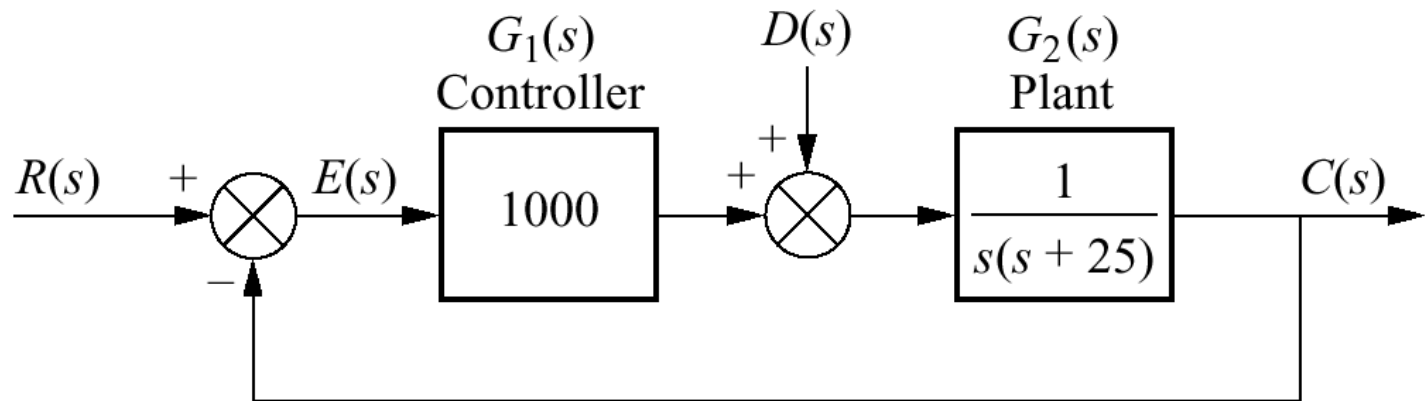 G₁(s)
Controller
D(s)
G₂(s)
Plant
R(s)
+
E(s)
1000
+
+
1
s(s + 25)
C(s)
−